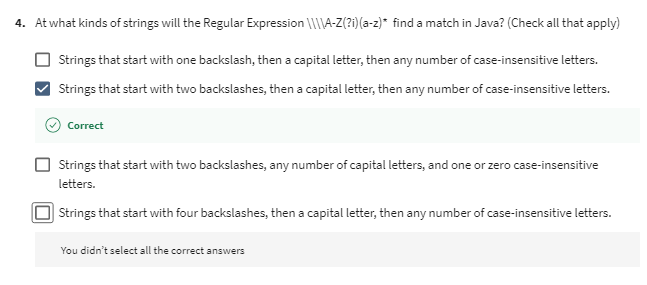 4. At what kinds of strings will the Regular Expression \\\\A-Z(?i)(a-z)* find a match in Java? (Check all that apply)
Strings that start with one backslash, then a capital letter, then any number of case-insensitive letters.
Strings that start with two backslashes, then a capital letter, then any number of case-insensitive letters.
Correct
Strings that start with two backslashes, any number of capital letters, and one or zero case-insensitive
letters.
Strings that start with four backslashes, then a capital letter, then any number of case-insensitive letters.
You didn't select all the correct answers